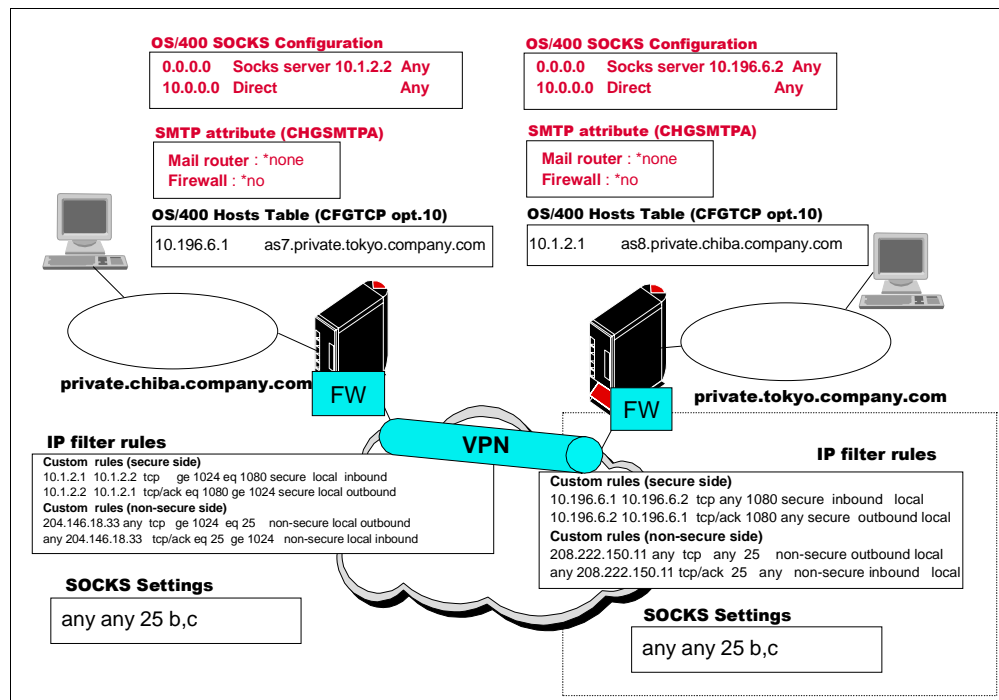 OS/400 SOCKS Configuration
0.0.0.0 Socks server 10.1.2.2 Any
10.0.0.0 Direct Any
SMTP attribute (CHGSMTPA)
Mail router : *none
Firewall : *no
OS/400 Hosts Table (CFGTCP opt.10)
10.196.6.1 as7.private.tokyo.company.com
OS/400 SOCKS Configuration
0.0.0.0 Socks server 10.196.6.2 Any
10.0.0.0 Direct Any
SMTP attribute (CHGSMTPA)
Mail router : *none
Firewall : *no
OS/400 Hosts Table (CFGTCP opt.10)
10.1.2.1 as8.private.chiba.company.com
private.chiba.company.com
FW
VPN
FW
private.tokyo.company.com
IP filter rules
Custom rules (secure side)
10.1.2.1 10.1.2.2 tcp ge 1024 eq 1080 secure local inbound
10.1.2.2 10.1.2.1 tcp/ack eq 1080 ge 1024 secure local outbound
Custom rules (non-secure side)
204.146.18.33 any tcp ge 1024 eq 25 non-secure local outbound
any 204.146.18.33 tcp/ack eq 25 ge 1024 non-secure local inbound
SOCKS Settings
any any 25 b,c
IP filter rules
Custom rules (secure side)
10.196.6.1 10.196.6.2 tcp any 1080 secure inbound local
10.196.6.2 10.196.6.1 tcp/ack 1080 any secure outbound local
Custom rules (non-secure side)
208.222.150.11 any tcp any 25 non-secure outbound local
any 208.222.150.11 tcp/ack 25 any non-secure inbound local
SOCKS Settings
any any 25 b,c